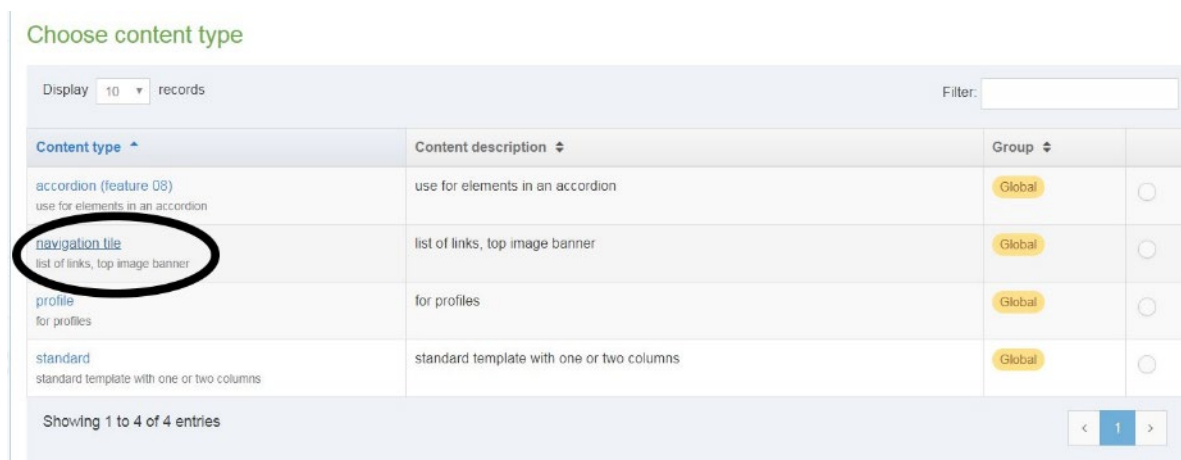 Choose content type
Display 10 records
Filter:
Content type Content description Group
accordion (feature 08) use for elements in an accordion Global
use for elements in an accordion
navigation tile list of links, top image banner Global
list of links, top image banner
profile for profiles Global
for profiles
standard standard template with one or two columns Global
standard template with one or two columns
Showing 1 to 4 of 4 entries
< 1 >